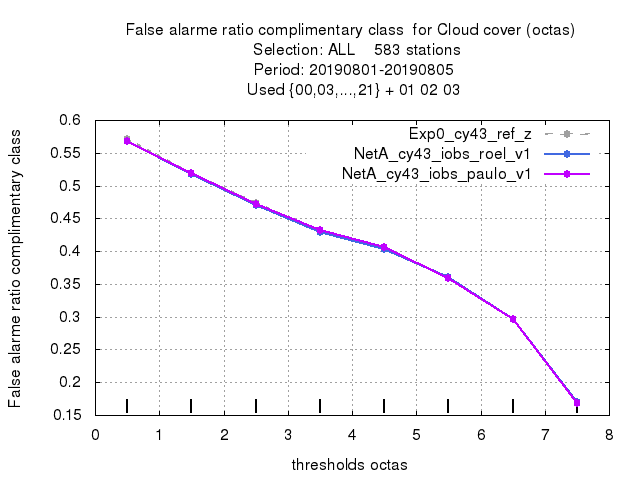 False alarme ratio complimentary class  for Cloud cover (octas)
Selection: ALL    583 stations
Period: 20190801-20190805
Used {00,03,...,21} + 01 02 03
Exp0_cy43_ref_z
NetA_cy43_iobs_roel_v1
NetA_cy43_iobs_paulo_v1
False alarme ratio complimentary class
0.6
0.55
0.5
0.45
0.4
0.35
0.3
0.25
0.2
0.15
0 1 2 3 4 5 6 7 8
thresholds octas